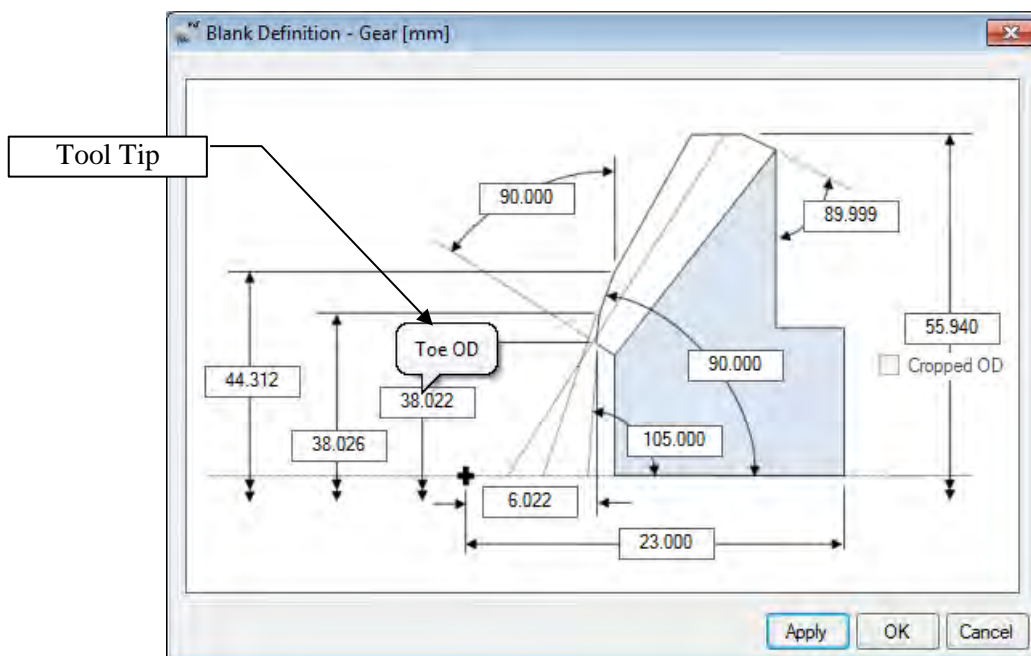 Blank Definition - Gear [mm]
Tool Tip
90.000
89.999
Toe OD
55.940
Cropped OD
90.000
44.312
38.022
38.026
105.000
6.022
23.000
Apply
OK
Cancel